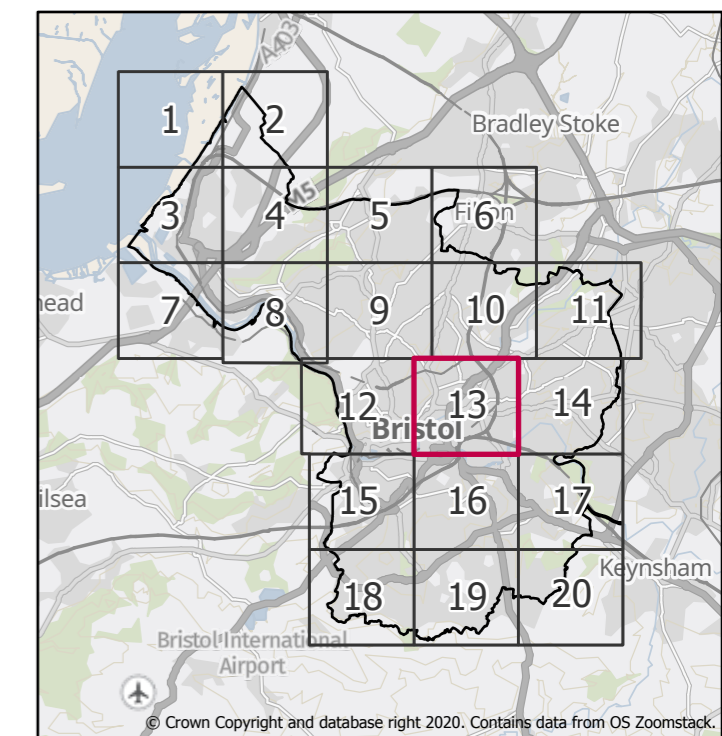 A403
1
2
Bradley Stoke
M5
3
4
5
6
Filton
head
7
8
9
10
11
12
13
14
Bristol
ilsea
15
16
17
Keynsham
18
19
20
Bristol International
Airport
© Crown Copyright and database right 2020. Contains data from OS Zoomstack.